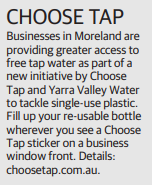 CHOOSE TAP
Businesses in Moreland are
providing greater access to
free tap water as part of a
new initiative by Choose
Tap and Yarra Valley Water
to tackle single-use plastic.
Fill up your re-usable bottle
wherever you see a Choose
Tap sticker on a business
window front. Details:
choosetap.com.au.